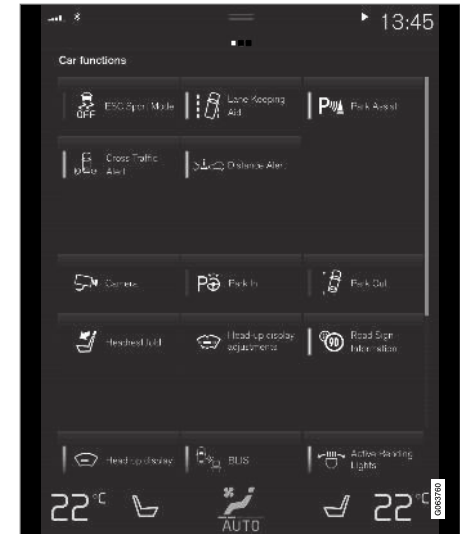 13:45
Car functions
OFF
ESC Sport Mode
Lane Keeping
Aid
P
Park Assist
Cross Traffic
Alert
Distance Alert
Camera
P
Park In
Park Out
Headrest fold
Head-up display
adjustments
90
Road Sign
Information
Head-up display
BLIS
Active Bending
Lights
22°C
AUTO
22°C
G063760